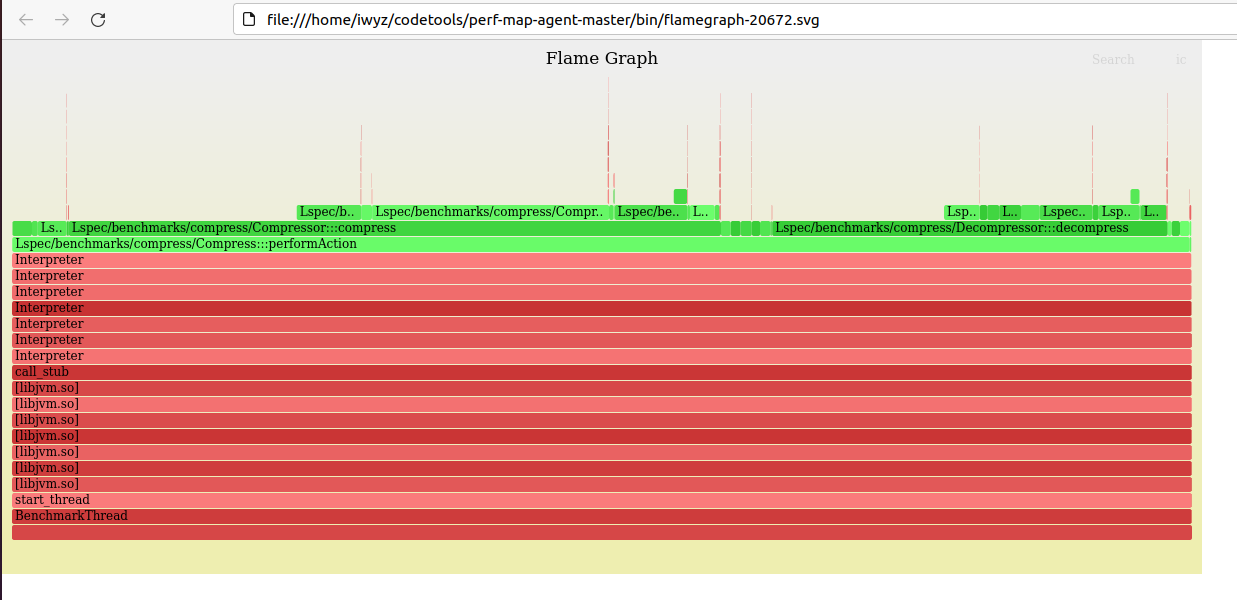 file:///home/iwyz/codetools/perf-map-agent-master/bin/flamegraph-20672.svg
Flame Graph
Search ic
Lspec/b.. Lspec/benchmarks/compress/Compr.. Lspec/be.. L.. Lsp.. L.. Lspec.. Lsp.. L..
Ls.. Lspec/benchmarks/compress/Compressor:::compress Lspec/benchmarks/compress/Decompressor:::decompress
Lspec/benchmarks/compress/Compress:::performAction
Interpreter
Interpreter
Interpreter
Interpreter
Interpreter
Interpreter
Interpreter
call_stub
[libjvm.so]
[libjvm.so]
[libjvm.so]
[libjvm.so]
[libjvm.so]
[libjvm.so]
[libjvm.so]
start_thread
BenchmarkThread